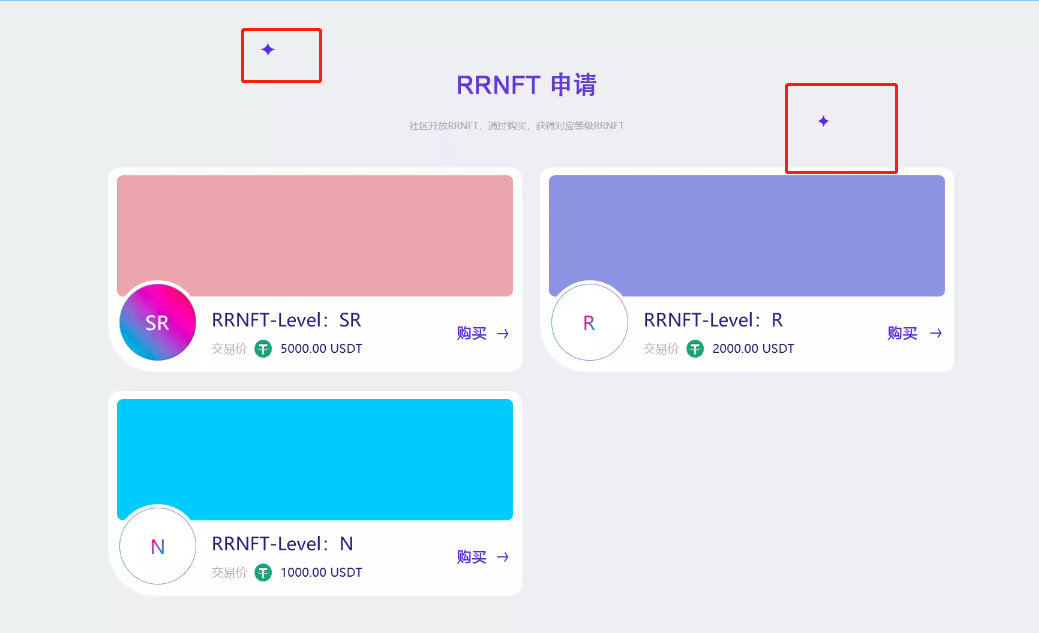 RRNFT 申请
社区开放RRNFT，通过购买，获得对应等级RRNFT
SR
RRNFT-Level：SR
交易价 5000.00 USDT
购买 →
R
RRNFT-Level：R
交易价 2000.00 USDT
购买 →
N
RRNFT-Level：N
交易价 1000.00 USDT
购买 →